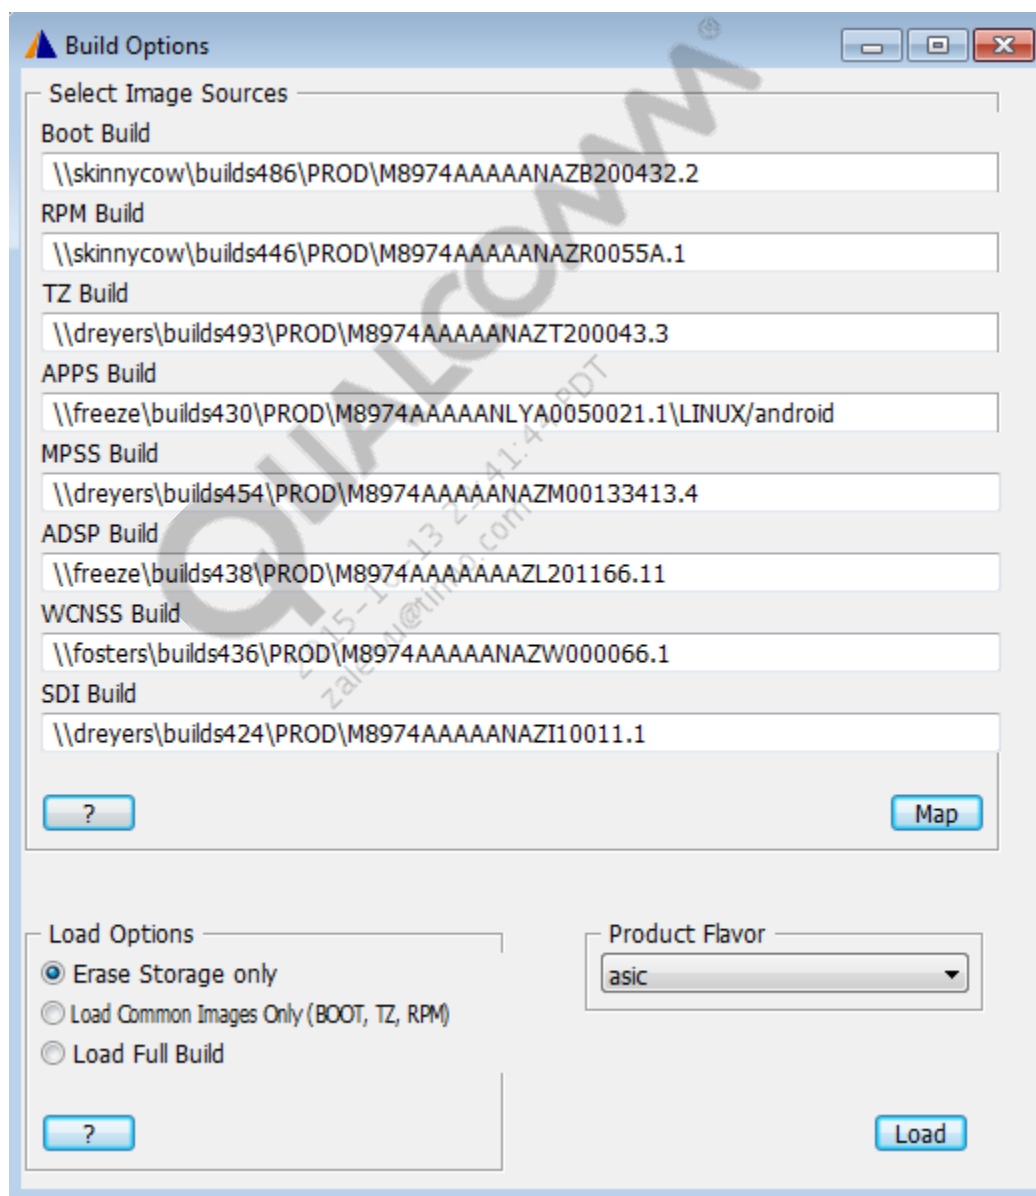 Build Options
Select Image Sources
Boot Build
\\skinnycow\builds486\PROD\M8974AAAAANAZB200432.2
RPM Build
\\skinnycow\builds446\PROD\M8974AAAAANAZR0055A.1
TZ Build
\\dreyers\builds493\PROD\M8974AAAAANAZT200043.3
APPS Build
\\freeze\builds430\PROD\M8974AAAAANLYA0050021.1\LINUX/android
MPSS Build
\\dreyers\builds454\PROD\M8974AAAAANAZM00133413.4
ADSP Build
\\freeze\builds438\PROD\M8974AAAAAAAZL201166.11
WCNSS Build
\\fosters\builds436\PROD\M8974AAAAANAZW000066.1
SDI Build
\\dreyers\builds424\PROD\M8974AAAAANAZI10011.1
? Map
Load Options
Product Flavor
Erase Storage only
asic
Load Common Images Only (BOOT, TZ, RPM)
Load Full Build
? Load
QUALCOMM®
PDT